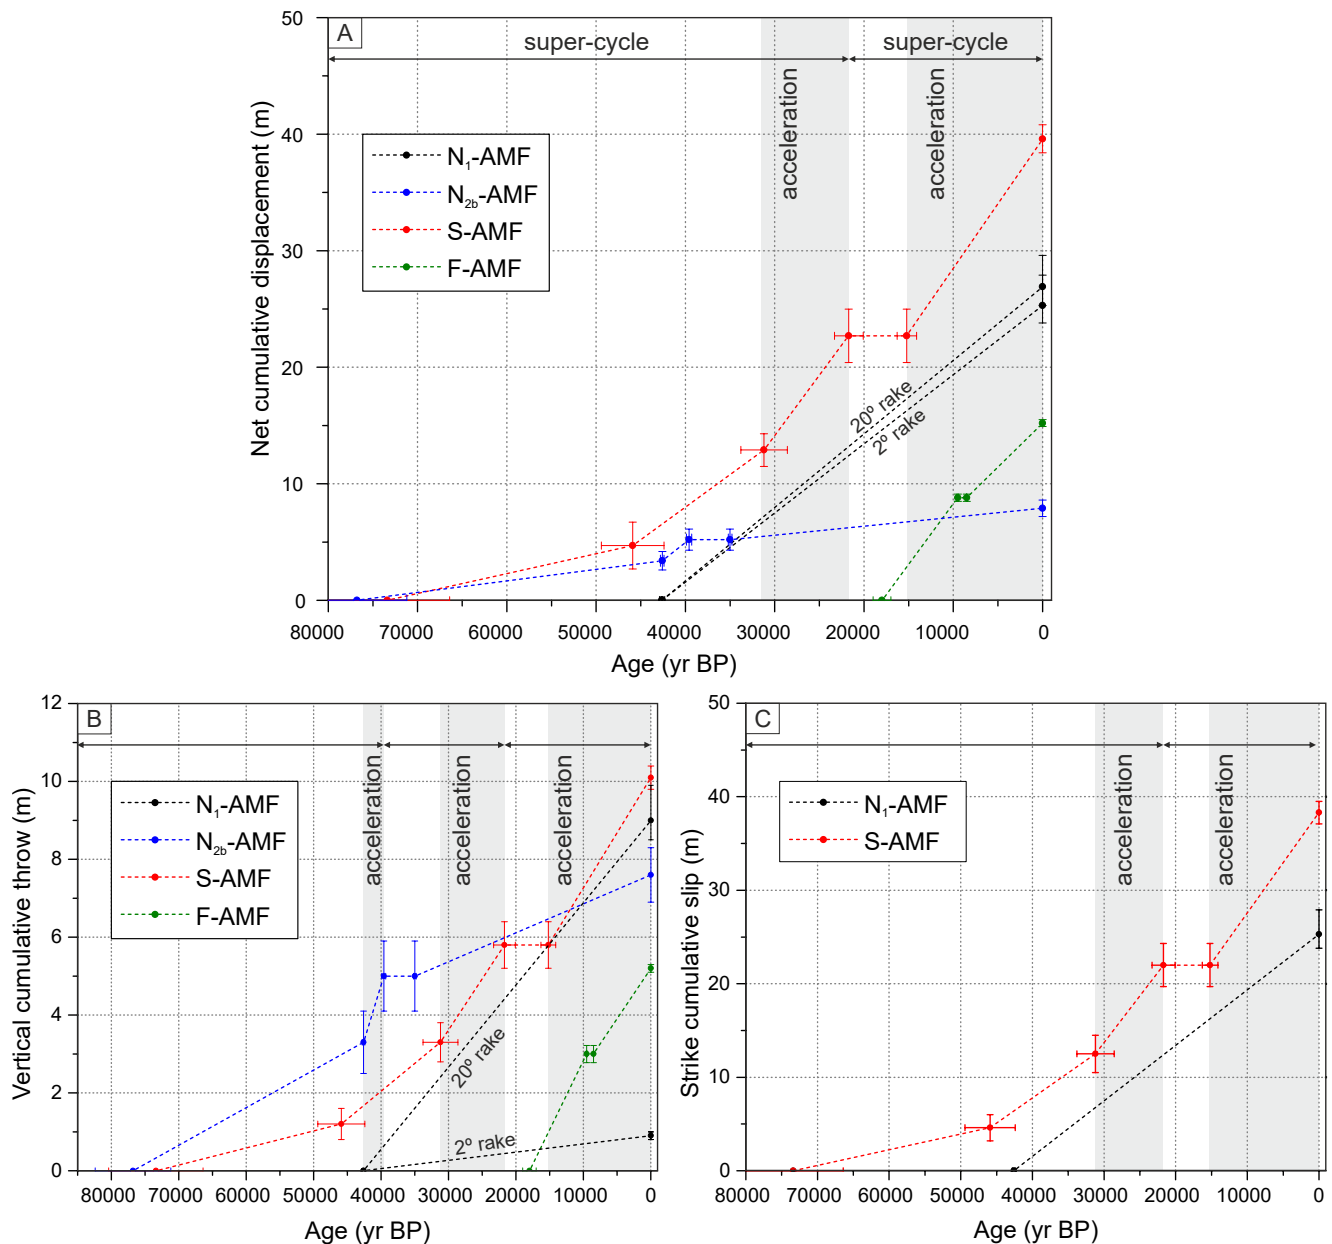 A
super-cycle
super-cycle
acceleration
acceleration
N1-AMF
N2b-AMF
S-AMF
F-AMF
20º rake
2º rake
Net cumulative displacement (m)
50
40
30
20
10
0
80000 70000 60000 50000 40000 30000 20000 10000 0
Age (yr BP)
B
acceleration
acceleration
acceleration
N1-AMF
N2b-AMF
S-AMF
F-AMF
20º rake
2º rake
Vertical cumulative throw (m)
12
10
8
6
4
2
0
80000 70000 60000 50000 40000 30000 20000 10000 0
Age (yr BP)
C
acceleration
acceleration
N1-AMF
S-AMF
Strike cumulative slip (m)
50
40
30
20
10
0
80000 70000 60000 50000 40000 30000 20000 10000 0
Age (yr BP)